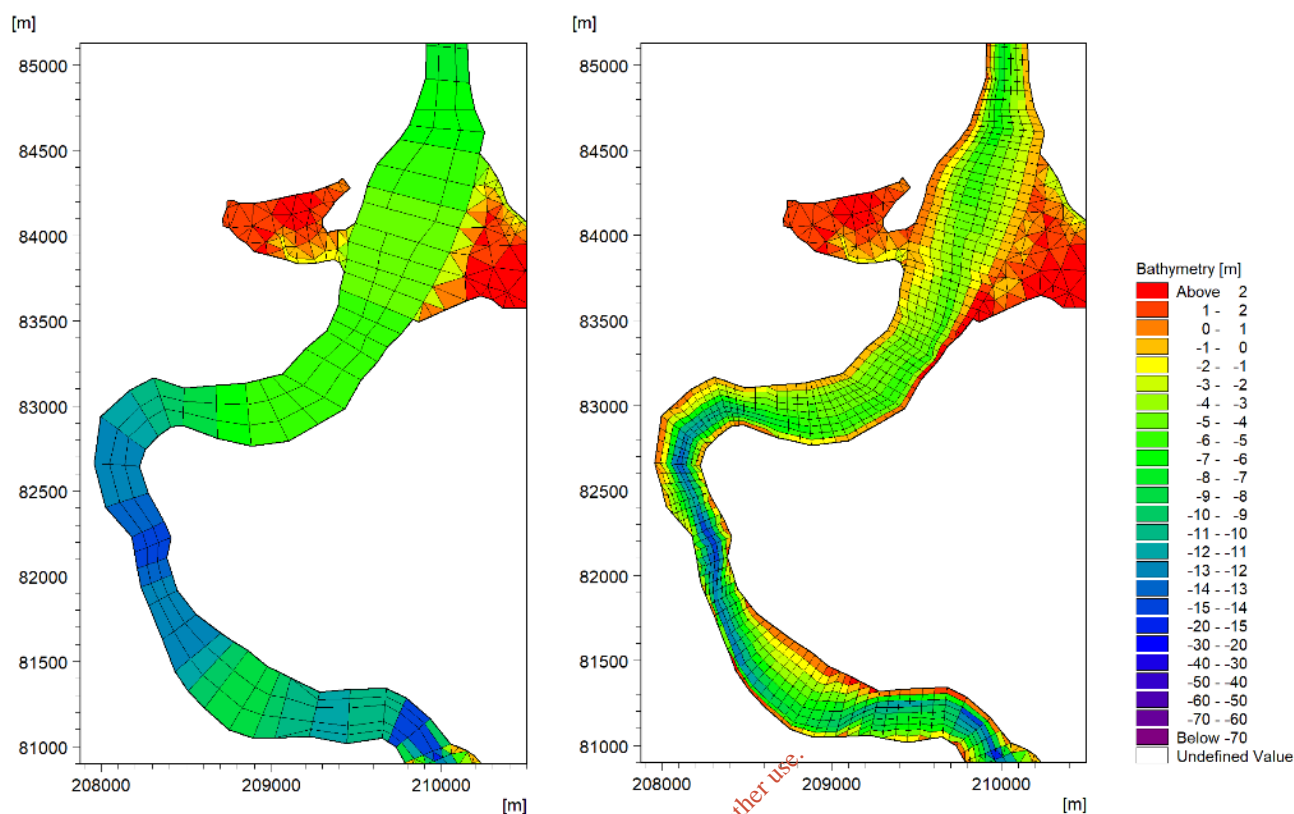 [m]
85000
84500
84000
83500
83000
82500
82000
81500
81000
208000
209000
210000
[m]
[m]
85000
84500
84000
83500
83000
82500
82000
81500
81000
208000
209000
210000
[m]
ther use.
Bathymetry [m]
Above 2
1 - 2
0 - 1
-1 - 0
-2 - -1
-3 - -2
-4 - -3
-5 - -4
-6 - -5
-7 - -6
-8 - -7
-9 - -8
-10 - -9
-11 - -10
-12 - -11
-13 - -12
-14 - -13
-15 - -14
-20 - -15
-30 - -20
-40 - -30
-50 - -40
-60 - -50
-70 - -60
Below -70
Undefined Value